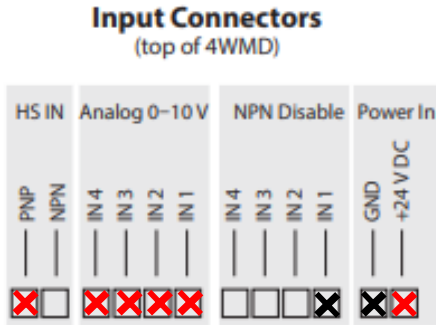 Input Connectors
(top of 4WMD)
HS IN Analog 0–10 V NPN Disable Power In
PNP NPN IN 4 IN 3 IN 2 IN 1 IN 4 IN 3 IN 2 IN 1 GND +24 V DC